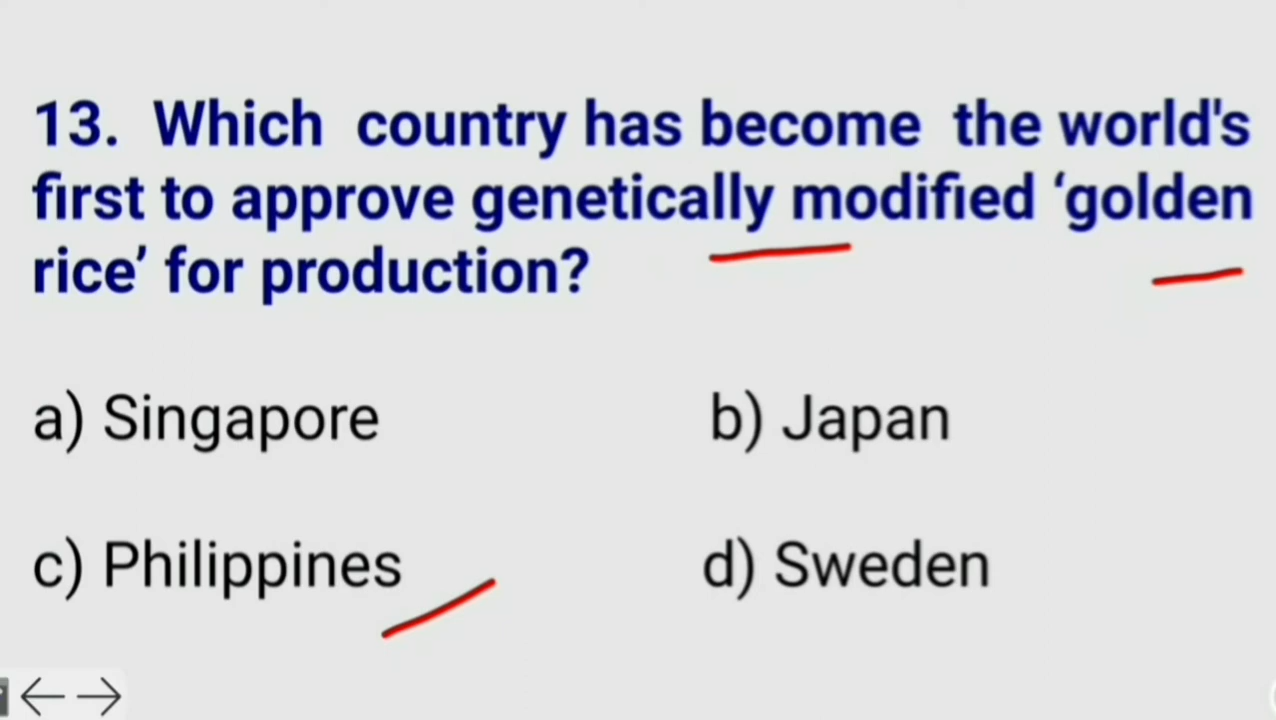 13. Which country has become the world's
first to approve genetically modified ‘golden
rice’ for production?
a) Singapore b) Japan
c) Philippines d) Sweden